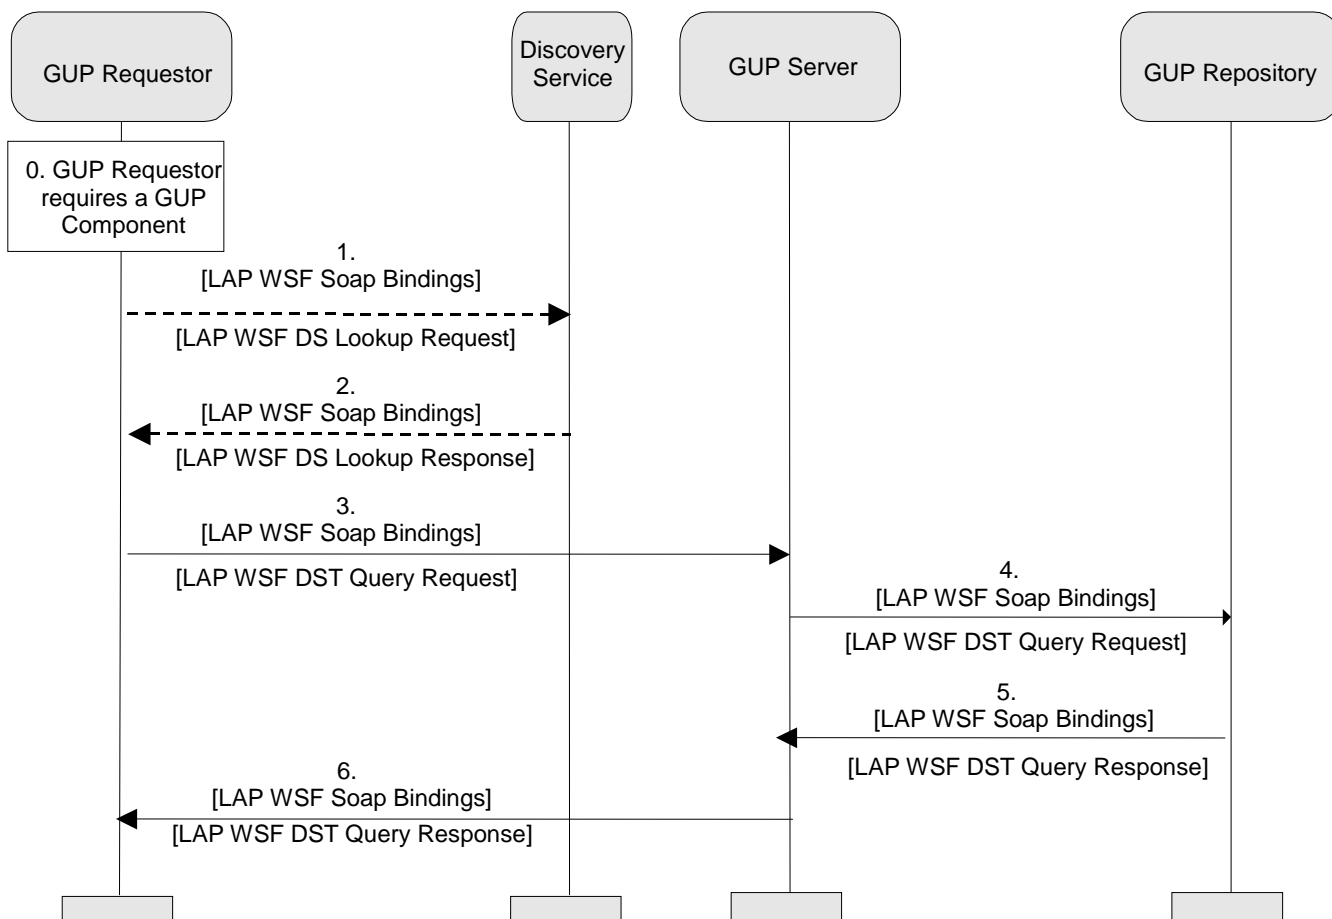 GUP Requestor
Discovery
Service
GUP Server
GUP Repository
0. GUP Requestor
requires a GUP
Component
1.
[LAP WSF Soap Bindings]
[LAP WSF DS Lookup Request]
2.
[LAP WSF Soap Bindings]
[LAP WSF DS Lookup Response]
3.
[LAP WSF Soap Bindings]
[LAP WSF DST Query Request]
4.
[LAP WSF Soap Bindings]
[LAP WSF DST Query Request]
5.
[LAP WSF Soap Bindings]
[LAP WSF DST Query Response]
6.
[LAP WSF Soap Bindings]
[LAP WSF DST Query Response]